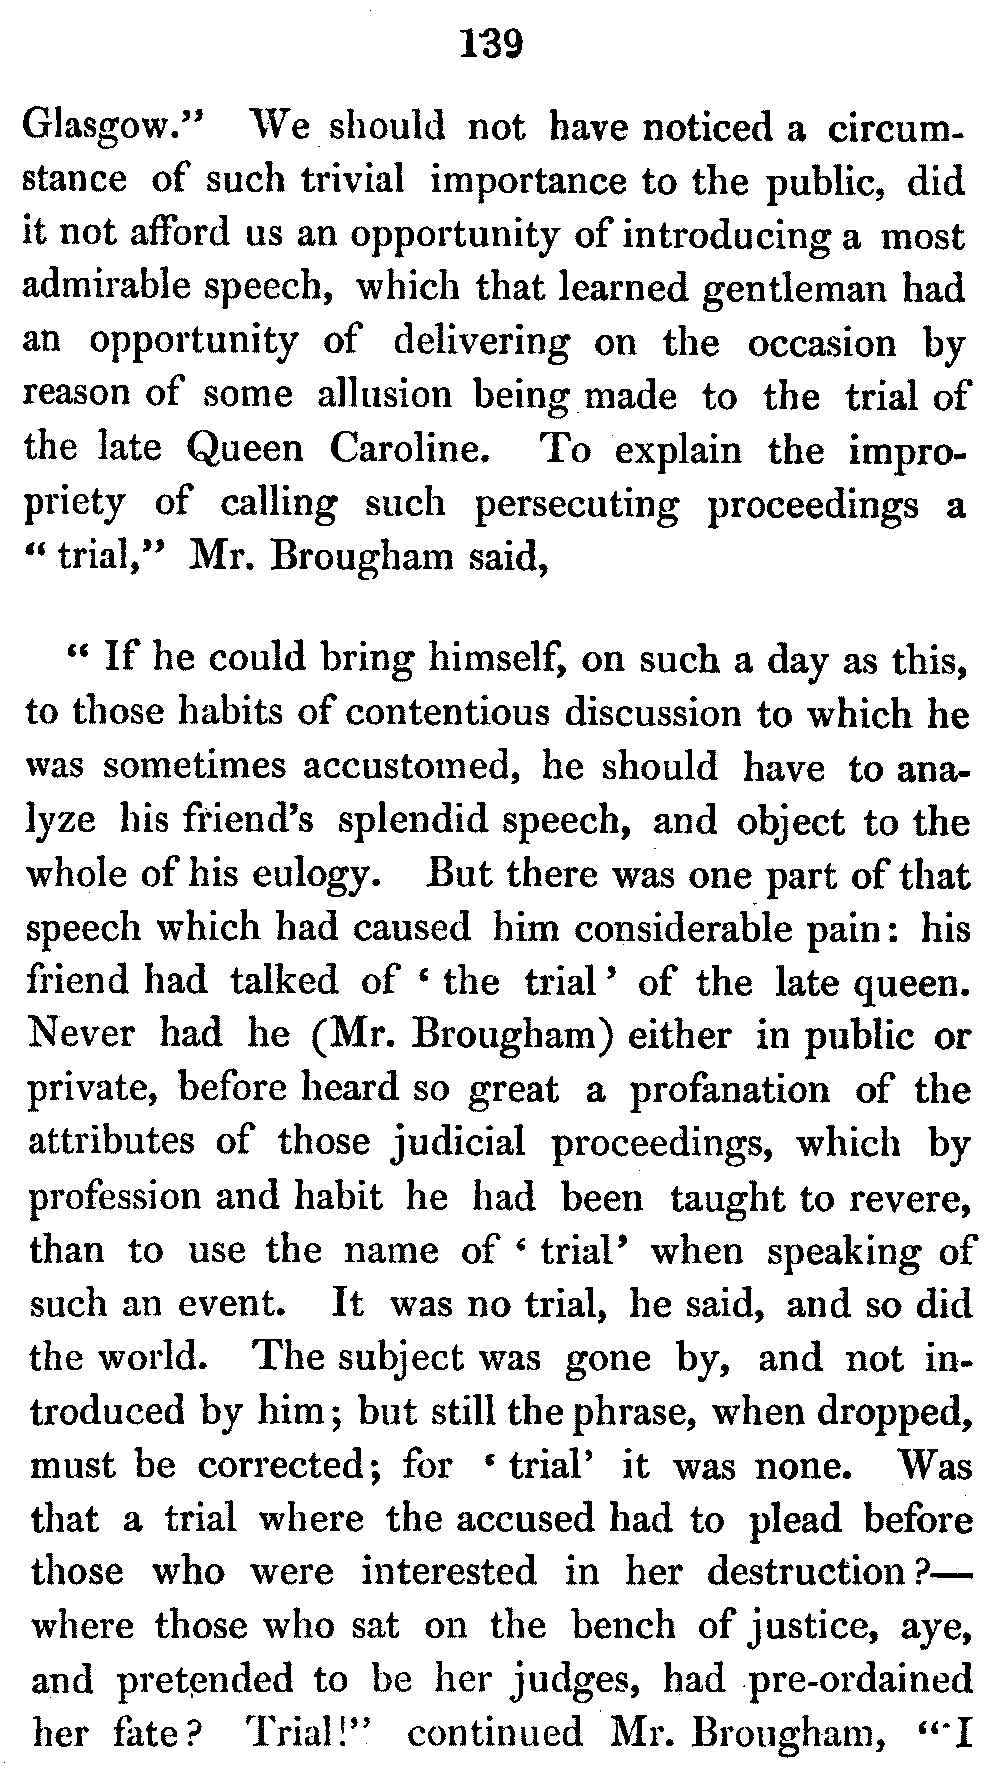 139
Glasgow.” We should not have noticed a circum-
stance of such trivial importance to the public, did
it not afford us an opportunity of introducing a most
admirable speech, which that learned gentleman had
an opportunity of delivering on the occasion by
reason of some allusion being made to the trial of
the late Queen Caroline. To explain the impro-
priety of calling such persecuting proceedings a
“ trial,” Mr. Brougham said,
“ If he could bring himself, on such a day as this,
to those habits of contentious discussion to which he
was sometimes accustomed, he should have to ana-
lyze his friend’s splendid speech, and object to the
whole of his eulogy. But there was one part of that
speech which had caused him considerable pain: his
friend had talked of ‘ the trial’ of the late queen.
Never had he (Mr. Brougham) either in public or
private, before heard so great a profanation of the
attributes of those judicial proceedings, which by
profession and habit he had been taught to revere,
than to use the name of ‘ trial’ when speaking of
such an event. It was no trial, he said, and so did
the world. The subject was gone by, and not in-
troduced by him; but still the phrase, when dropped,
must be corrected; for ‘ trial’ it was none. Was
that a trial where the accused had to plead before
those who were interested in her destruction?—
where those who sat on the bench of justice, aye,
and pretended to be her judges, had pre-ordained
her fate? Trial!” continued Mr. Brougham, “I